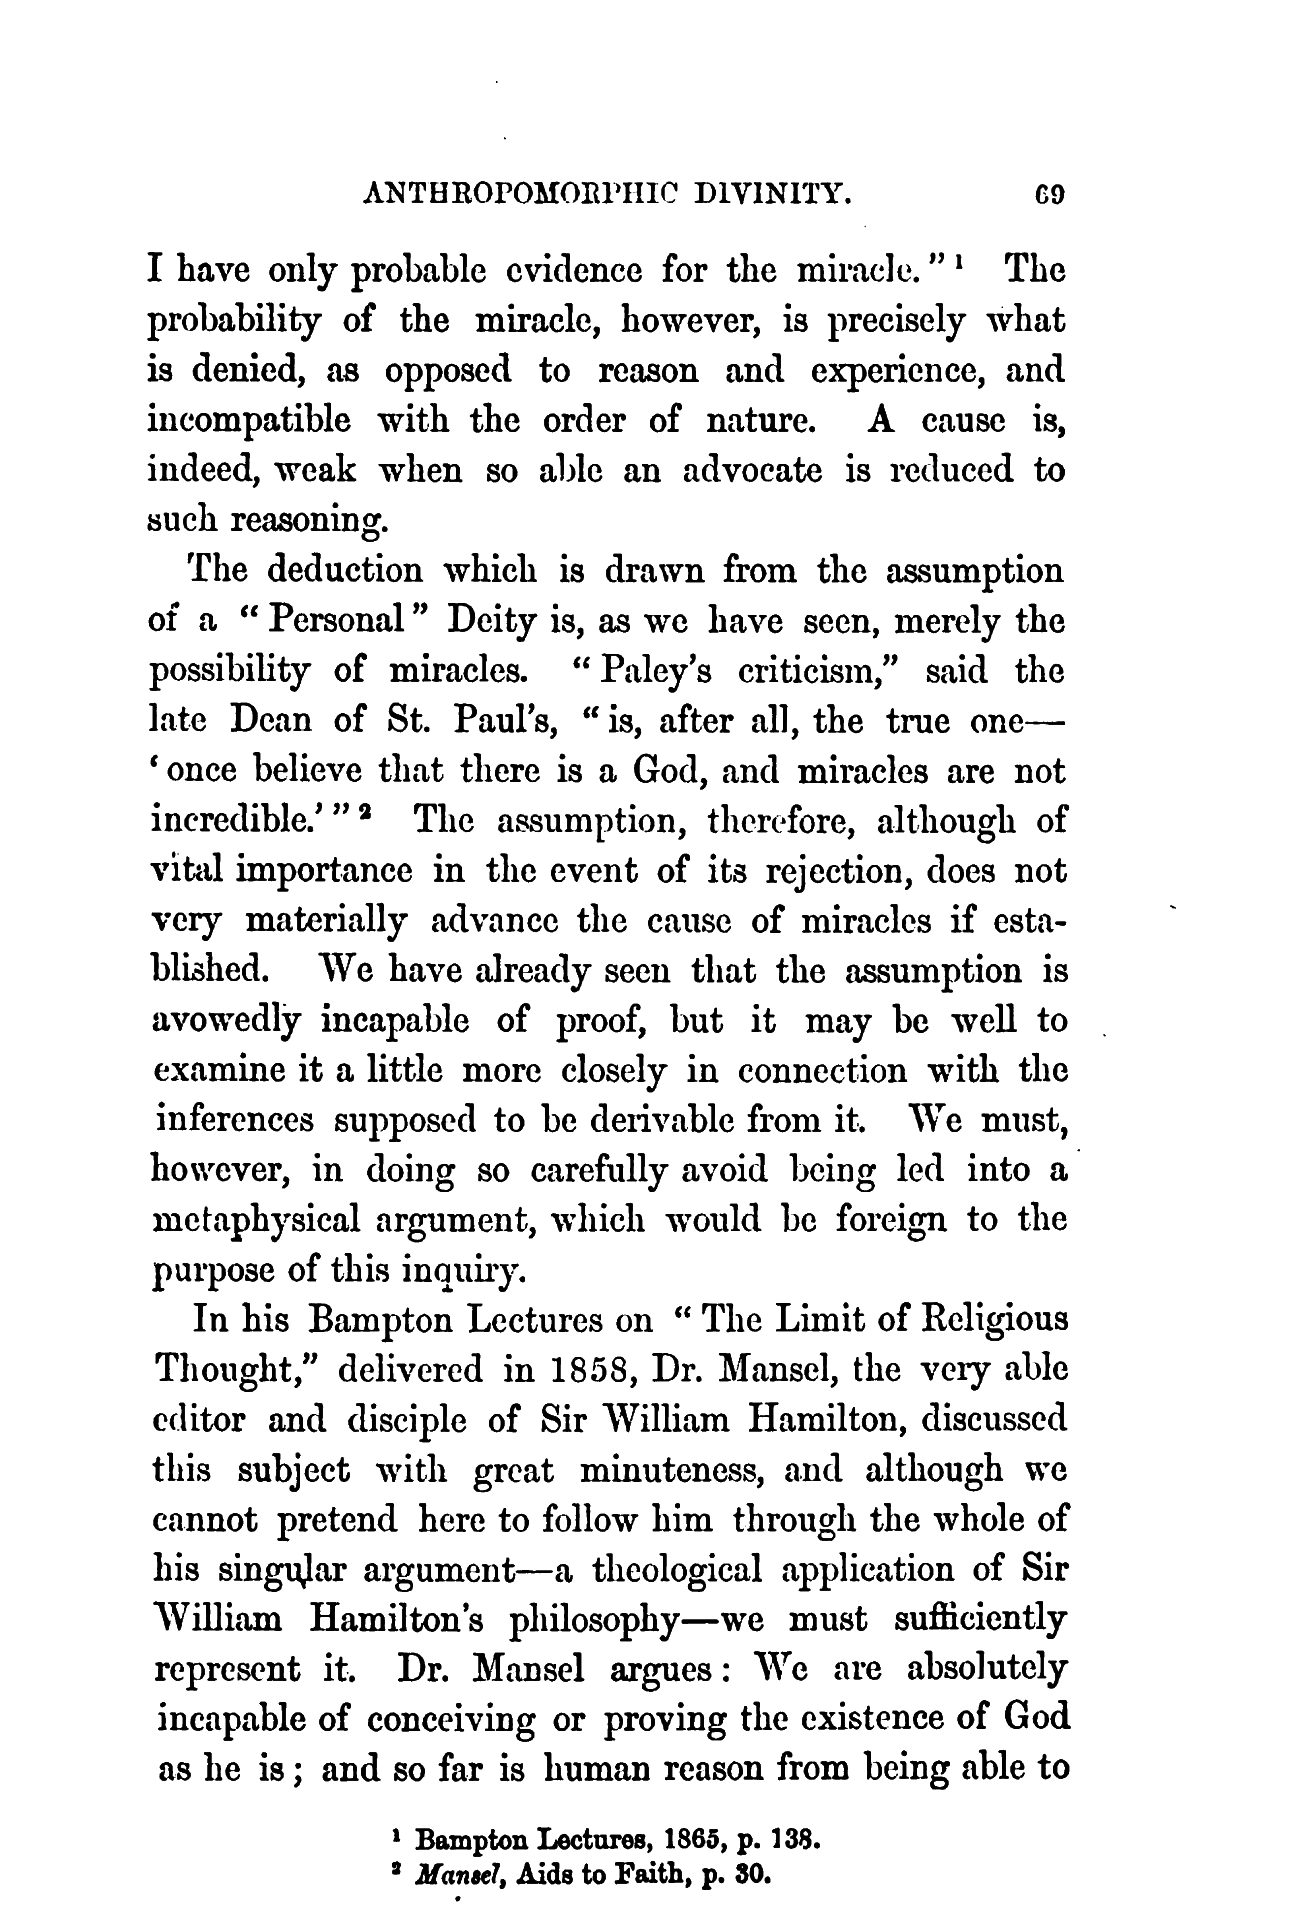 ANTHROPOMORPHIC DIVINITY. 69
I have only probable evidence for the miracle." ¹ The
probability of the miracle, however, is precisely what
is denied, as opposed to reason and experience, and
incompatible with the order of nature. A cause is,
indeed, weak when so able an advocate is reduced to
such reasoning.
The deduction which is drawn from the assumption
of a "Personal" Deity is, as we have seen, merely the
possibility of miracles. "Paley's criticism," said the
late Dean of St. Paul's, "is, after all, the true one—
'once believe that there is a God, and miracles are not
incredible.'" ² The assumption, therefore, although of
vital importance in the event of its rejection, does not
very materially advance the cause of miracles if esta-
blished. We have already seen that the assumption is
avowedly incapable of proof, but it may be well to
examine it a little more closely in connection with the
inferences supposed to be derivable from it. We must,
however, in doing so carefully avoid being led into a
metaphysical argument, which would be foreign to the
purpose of this inquiry.
In his Bampton Lectures on "The Limit of Religious
Thought," delivered in 1858, Dr. Mansel, the very able
editor and disciple of Sir William Hamilton, discussed
this subject with great minuteness, and although we
cannot pretend here to follow him through the whole of
his singular argument—a theological application of Sir
William Hamilton's philosophy—we must sufficiently
represent it. Dr. Mansel argues: We are absolutely
incapable of conceiving or proving the existence of God
as he is; and so far is human reason from being able to
¹ Bampton Lectures, 1865, p. 138.
² Mansel, Aids to Faith, p. 30.